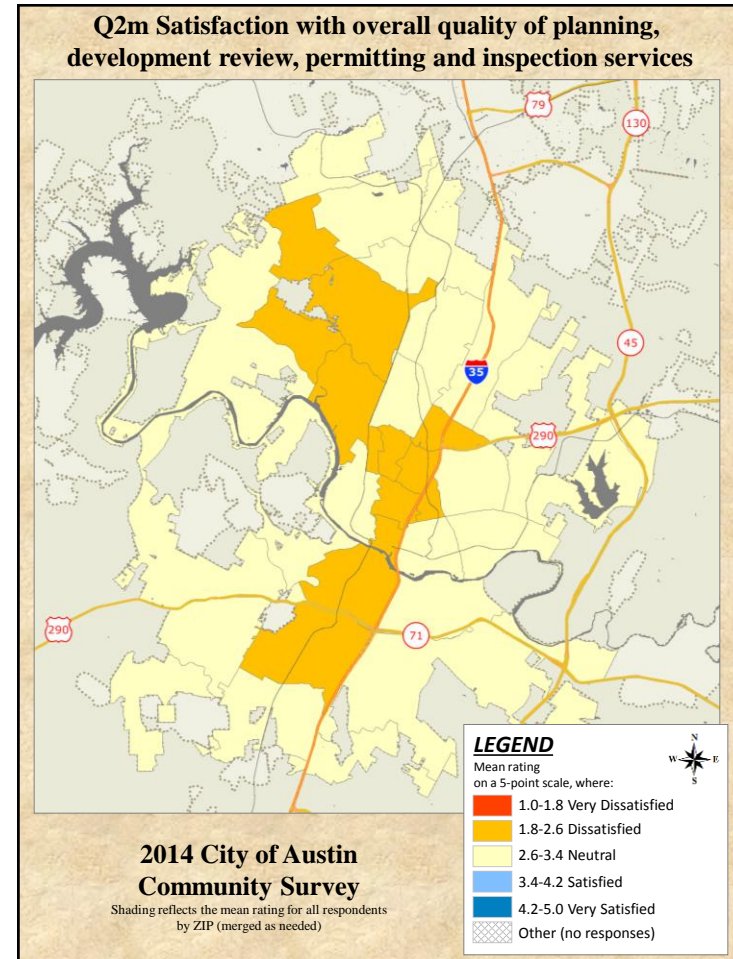 Q2m Satisfaction with overall quality of planning,
development review, permitting and inspection services
79
130
45
35
290
290
71
LEGEND
Mean rating
on a 5-point scale, where:
N
W E
S
1.0-1.8 Very Dissatisfied
1.8-2.6 Dissatisfied
2.6-3.4 Neutral
3.4-4.2 Satisfied
4.2-5.0 Very Satisfied
Other (no responses)
2014 City of Austin
Community Survey
Shading reflects the mean rating for all respondents
by ZIP (merged as needed)